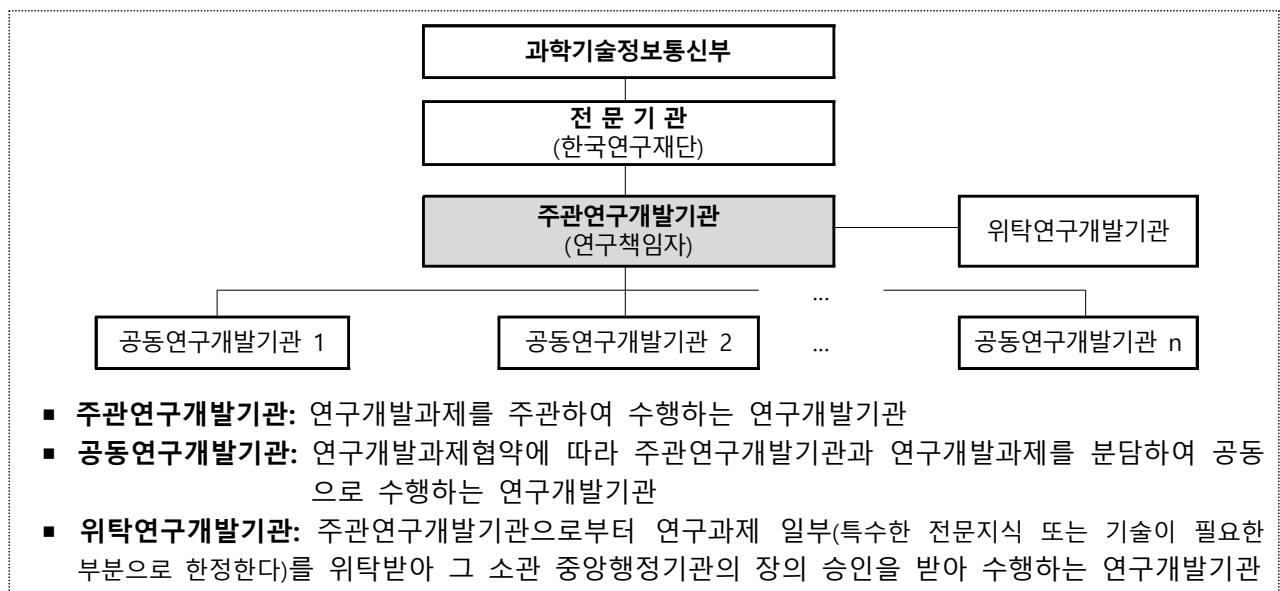 과학기술정보통신부
전 문 기 관
(한국연구재단)
주관연구개발기관
(연구책임자)
위탁연구개발기관
...
공동연구개발기관 1
공동연구개발기관 2
...
공동연구개발기관 n
▪ 주관연구개발기관: 연구개발과제를 주관하여 수행하는 연구개발기관
▪ 공동연구개발기관: 연구개발과제협약에 따라 주관연구개발기관과 연구개발과제를 분담하여 공동
으로 수행하는 연구개발기관
▪ 위탁연구개발기관: 주관연구개발기관으로부터 연구과제 일부(특수한 전문지식 또는 기술이 필요한
부분으로 한정한다)를 위탁받아 그 소관 중앙행정기관의 장의 승인을 받아 수행하는 연구개발기관